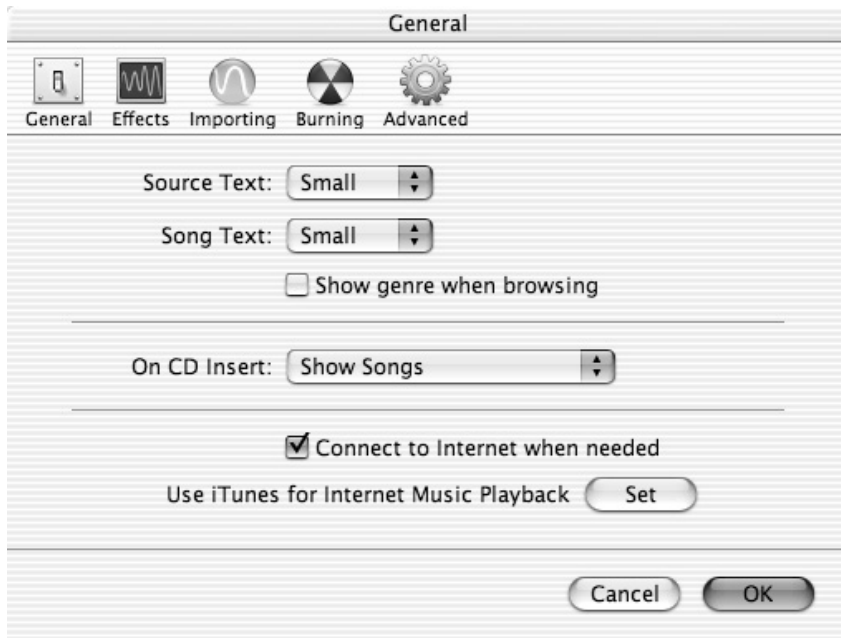 General
General Effects Importing Burning Advanced
Source Text: Small
Song Text: Small
Show genre when browsing
On CD Insert: Show Songs
Connect to Internet when needed
Use iTunes for Internet Music Playback Set
Cancel OK